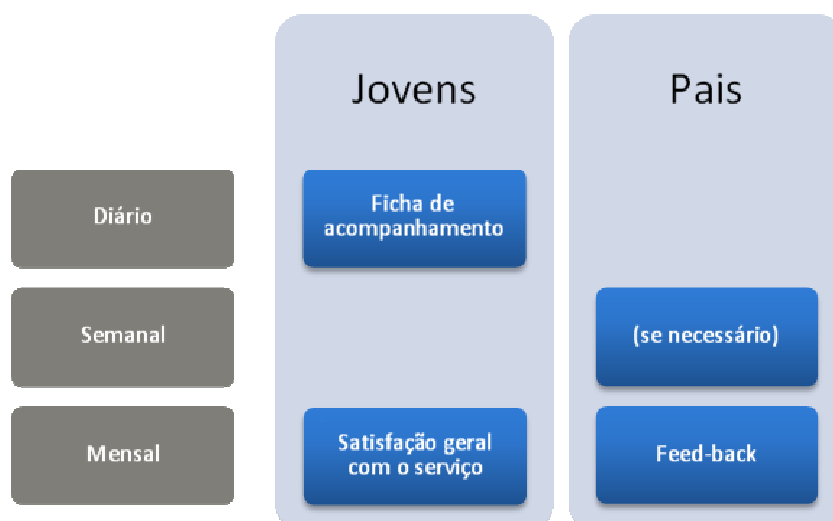 Jovens
Pais
Diário
Ficha de
acompanhamento
Semanal
(se necessário)
Mensal
Satisfação geral
com o serviço
Feed-back